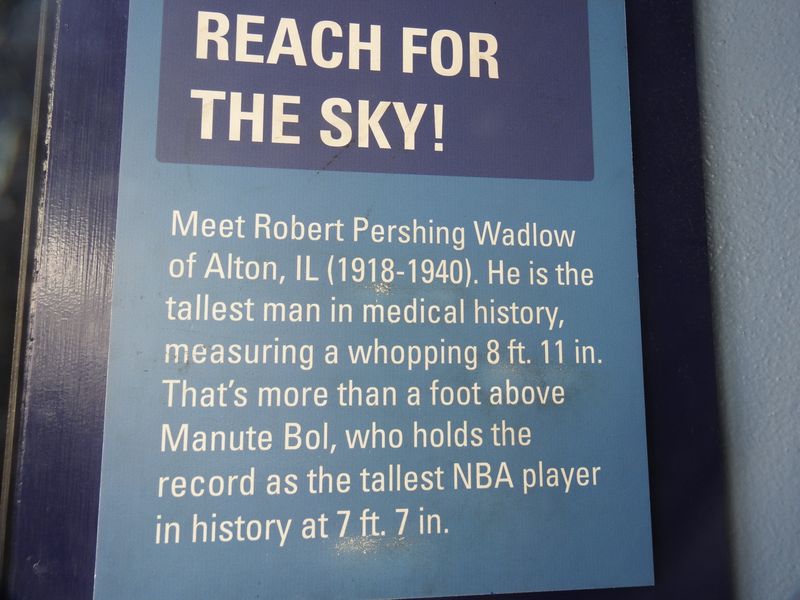 REACH FOR
THE SKY!
Meet Robert Pershing Wadlow
of Alton, IL (1918-1940). He is the
tallest man in medical history,
measuring a whopping 8 ft. 11 in.
That’s more than a foot above
Manute Bol, who holds the
record as the tallest NBA player
in history at 7 ft. 7 in.